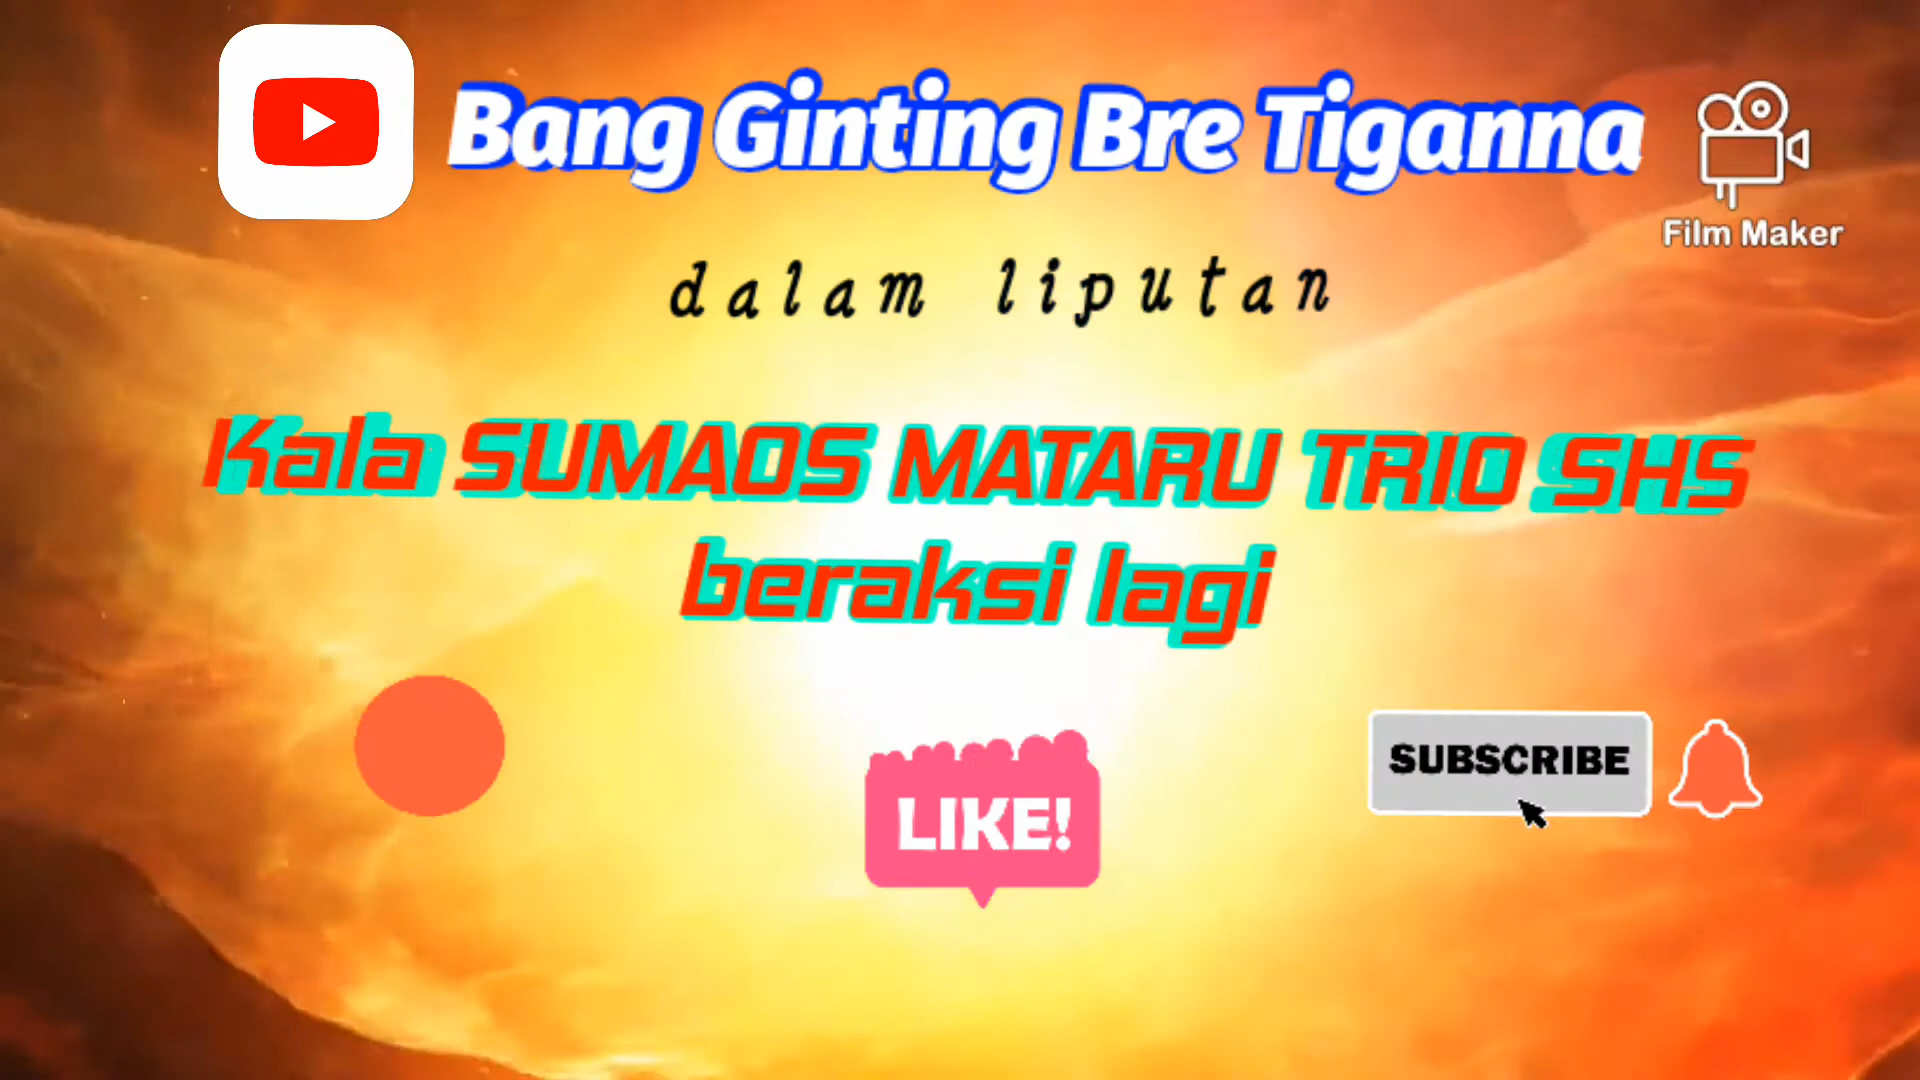 Bang Ginting Bre Tiganna
Film Maker
dalam liputan
Kala SUMAOS MATARU TRIO SHS
beraksi lagi
LIKE!
SUBSCRIBE